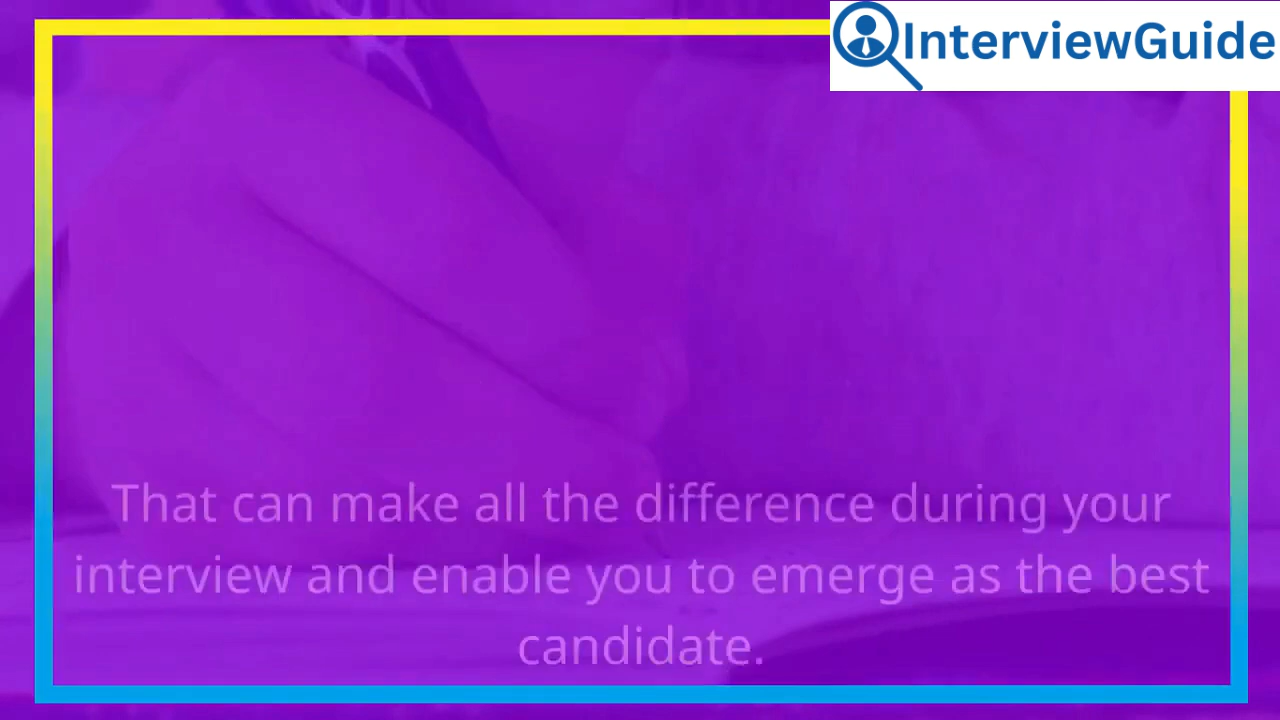 InterviewGuide
That can make all the difference during your
interview and enable you to emerge as the best
candidate.